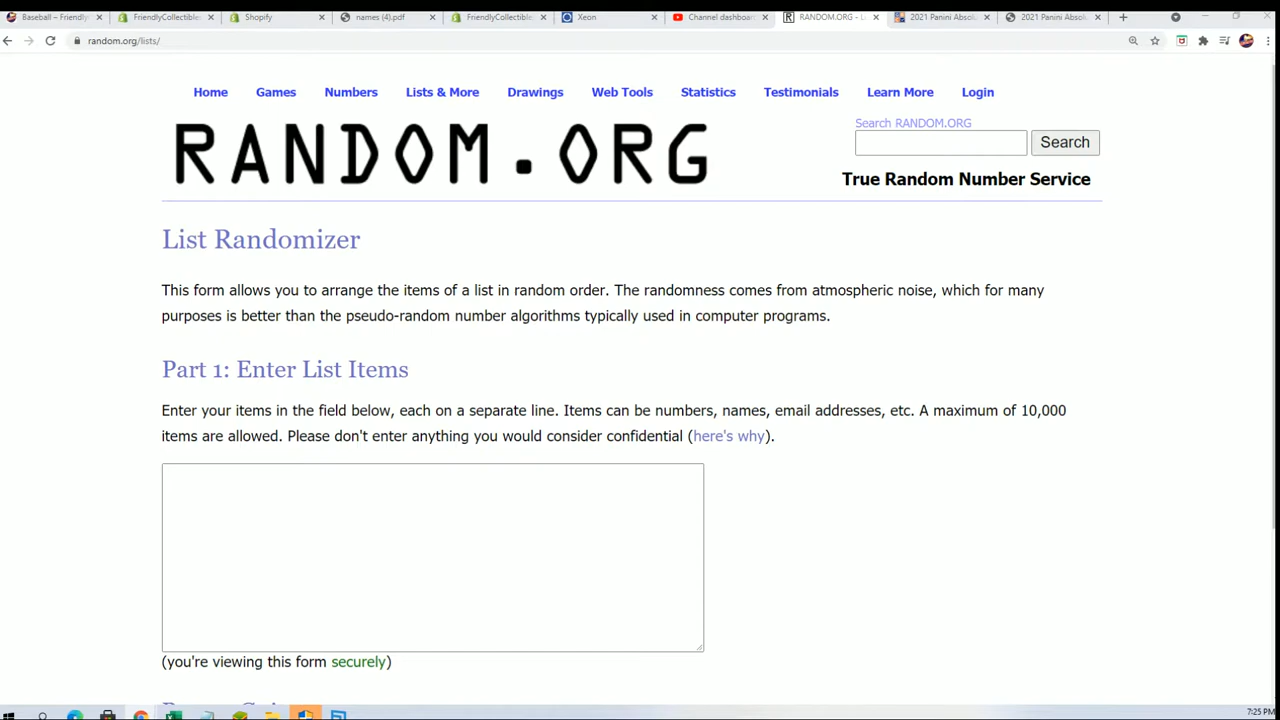 Baseball – Friendly
FriendlyCollectibles
Shopify
names (4).pdf
FriendlyCollectible
Xeon
Channel dashboard
RANDOM.ORG - L
2021 Panini Absol
2021 Panini Absol
random.org/lists/
Home
Games
Numbers
Lists & More
Drawings
Web Tools
Statistics
Testimonials
Learn More
Login
RANDOM.ORG
Search RANDOM.ORG
Search
True Random Number Service
List Randomizer
This form allows you to arrange the items of a list in random order. The randomness comes from atmospheric noise, which for many
purposes is better than the pseudo-random number algorithms typically used in computer programs.
Part 1: Enter List Items
Enter your items in the field below, each on a separate line. Items can be numbers, names, email addresses, etc. A maximum of 10,000
items are allowed. Please don't enter anything you would consider confidential (here's why).
(you're viewing this form securely)
7:25 PM